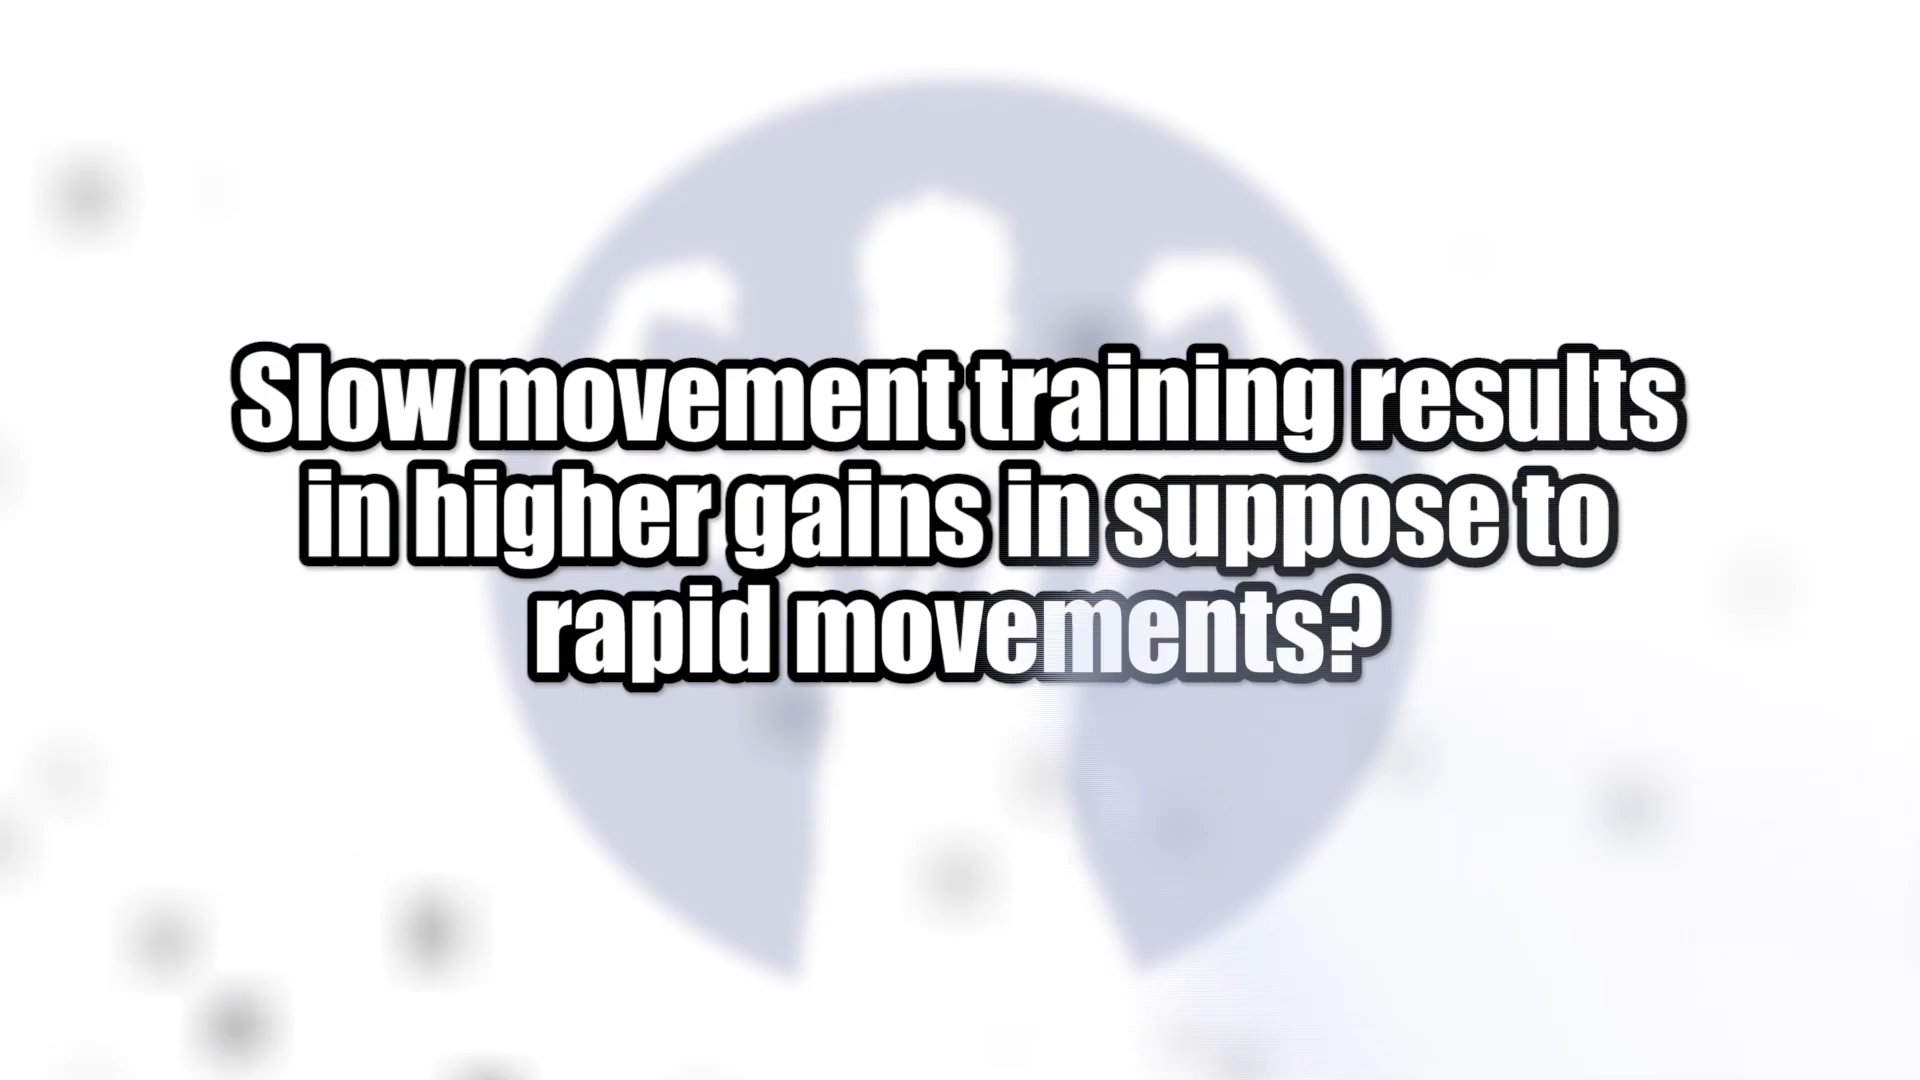 Slow movement training results
in higher gains in suppose to
rapid movements?